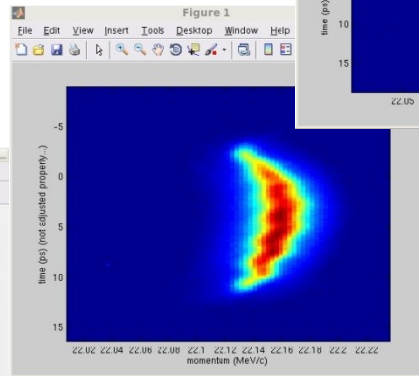 Figure 1
File Edit View Insert Tools Desktop Window Help
time (ps)
10
15
22.05
time (ps) (not adjusted properly...)
-5
0
5
10
15
22.02 22.04 22.06 22.08 22.1 22.12 22.14 22.16 22.18 22.2 22.22
momentum (MeV/c)